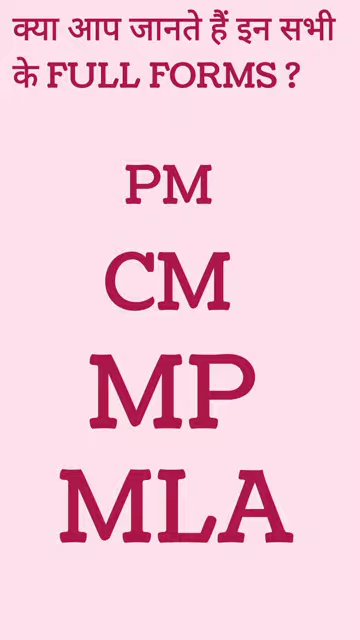 क्या आप जानते हैं इन सभी
के FULL FORMS ?
PM
CM
MP
MLA